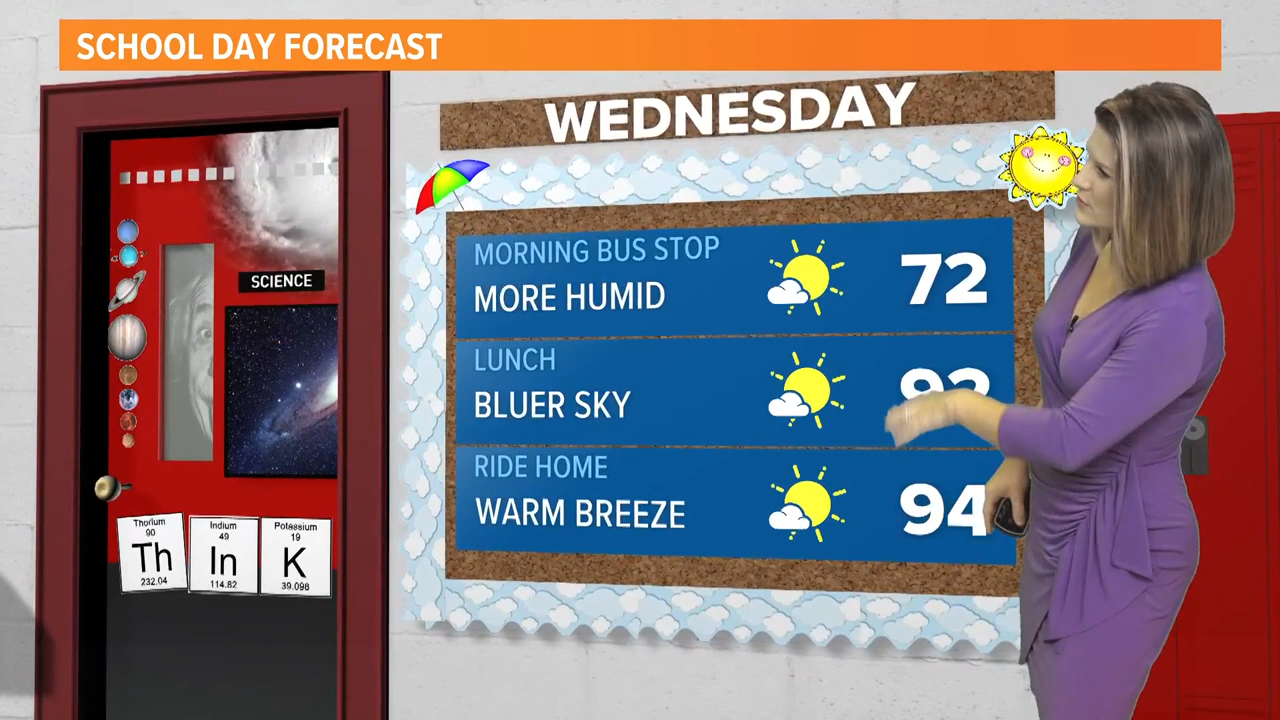 SCHOOL DAY FORECAST
WEDNESDAY
MORNING BUS STOP
MORE HUMID
72
LUNCH
BLUER SKY
92
RIDE HOME
WARM BREEZE
94
SCIENCE
Thorium
90
Th
232.04
Indium
49
In
114.82
Potassium
19
K
39.098